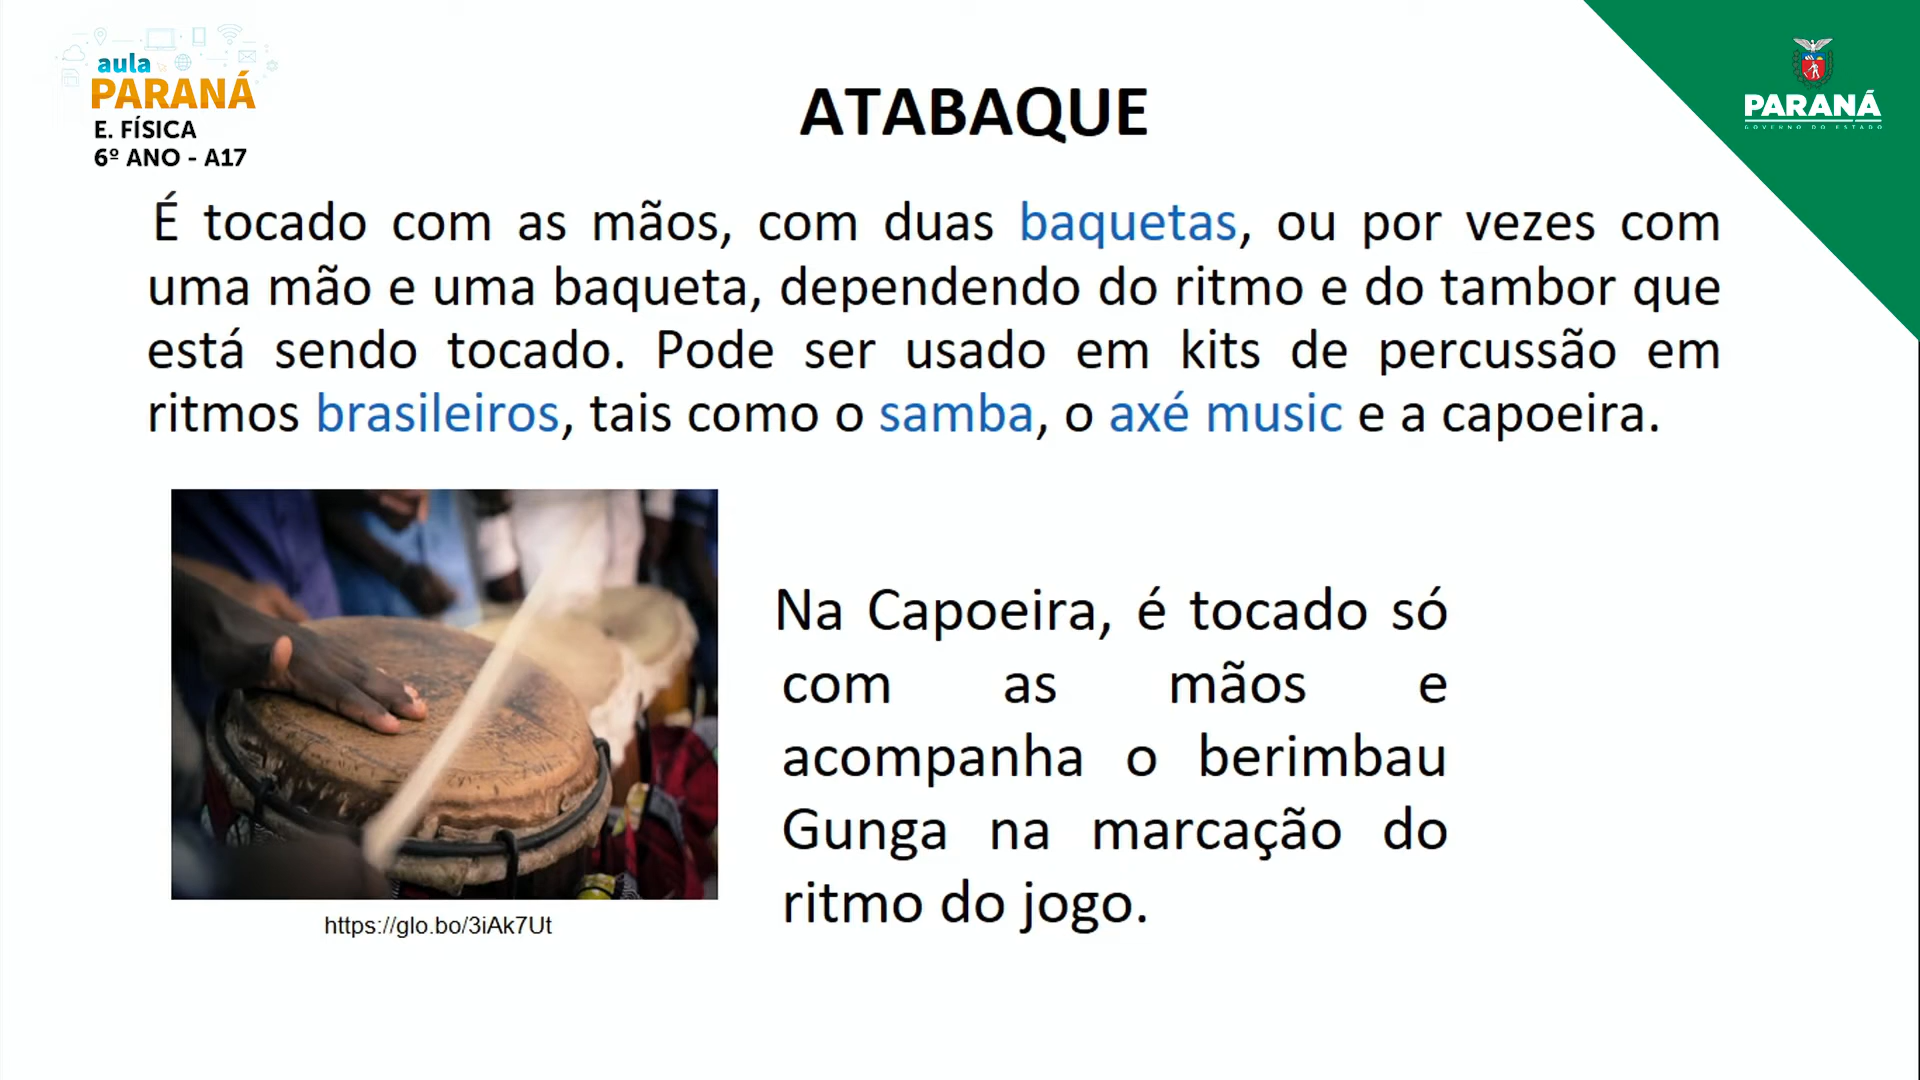 aula
PARANÁ
E. FÍSICA
6º ANO - A17
PARANÁ
GOVERNO DO ESTADO
ATABAQUE
É tocado com as mãos, com duas baquetas, ou por vezes com
uma mão e uma baqueta, dependendo do ritmo e do tambor que
está sendo tocado. Pode ser usado em kits de percussão em
ritmos brasileiros, tais como o samba, o axé music e a capoeira.
Na Capoeira, é tocado só
com as mãos e
acompanha o berimbau
Gunga na marcação do
ritmo do jogo.
https://glo.bo/3iAk7Ut